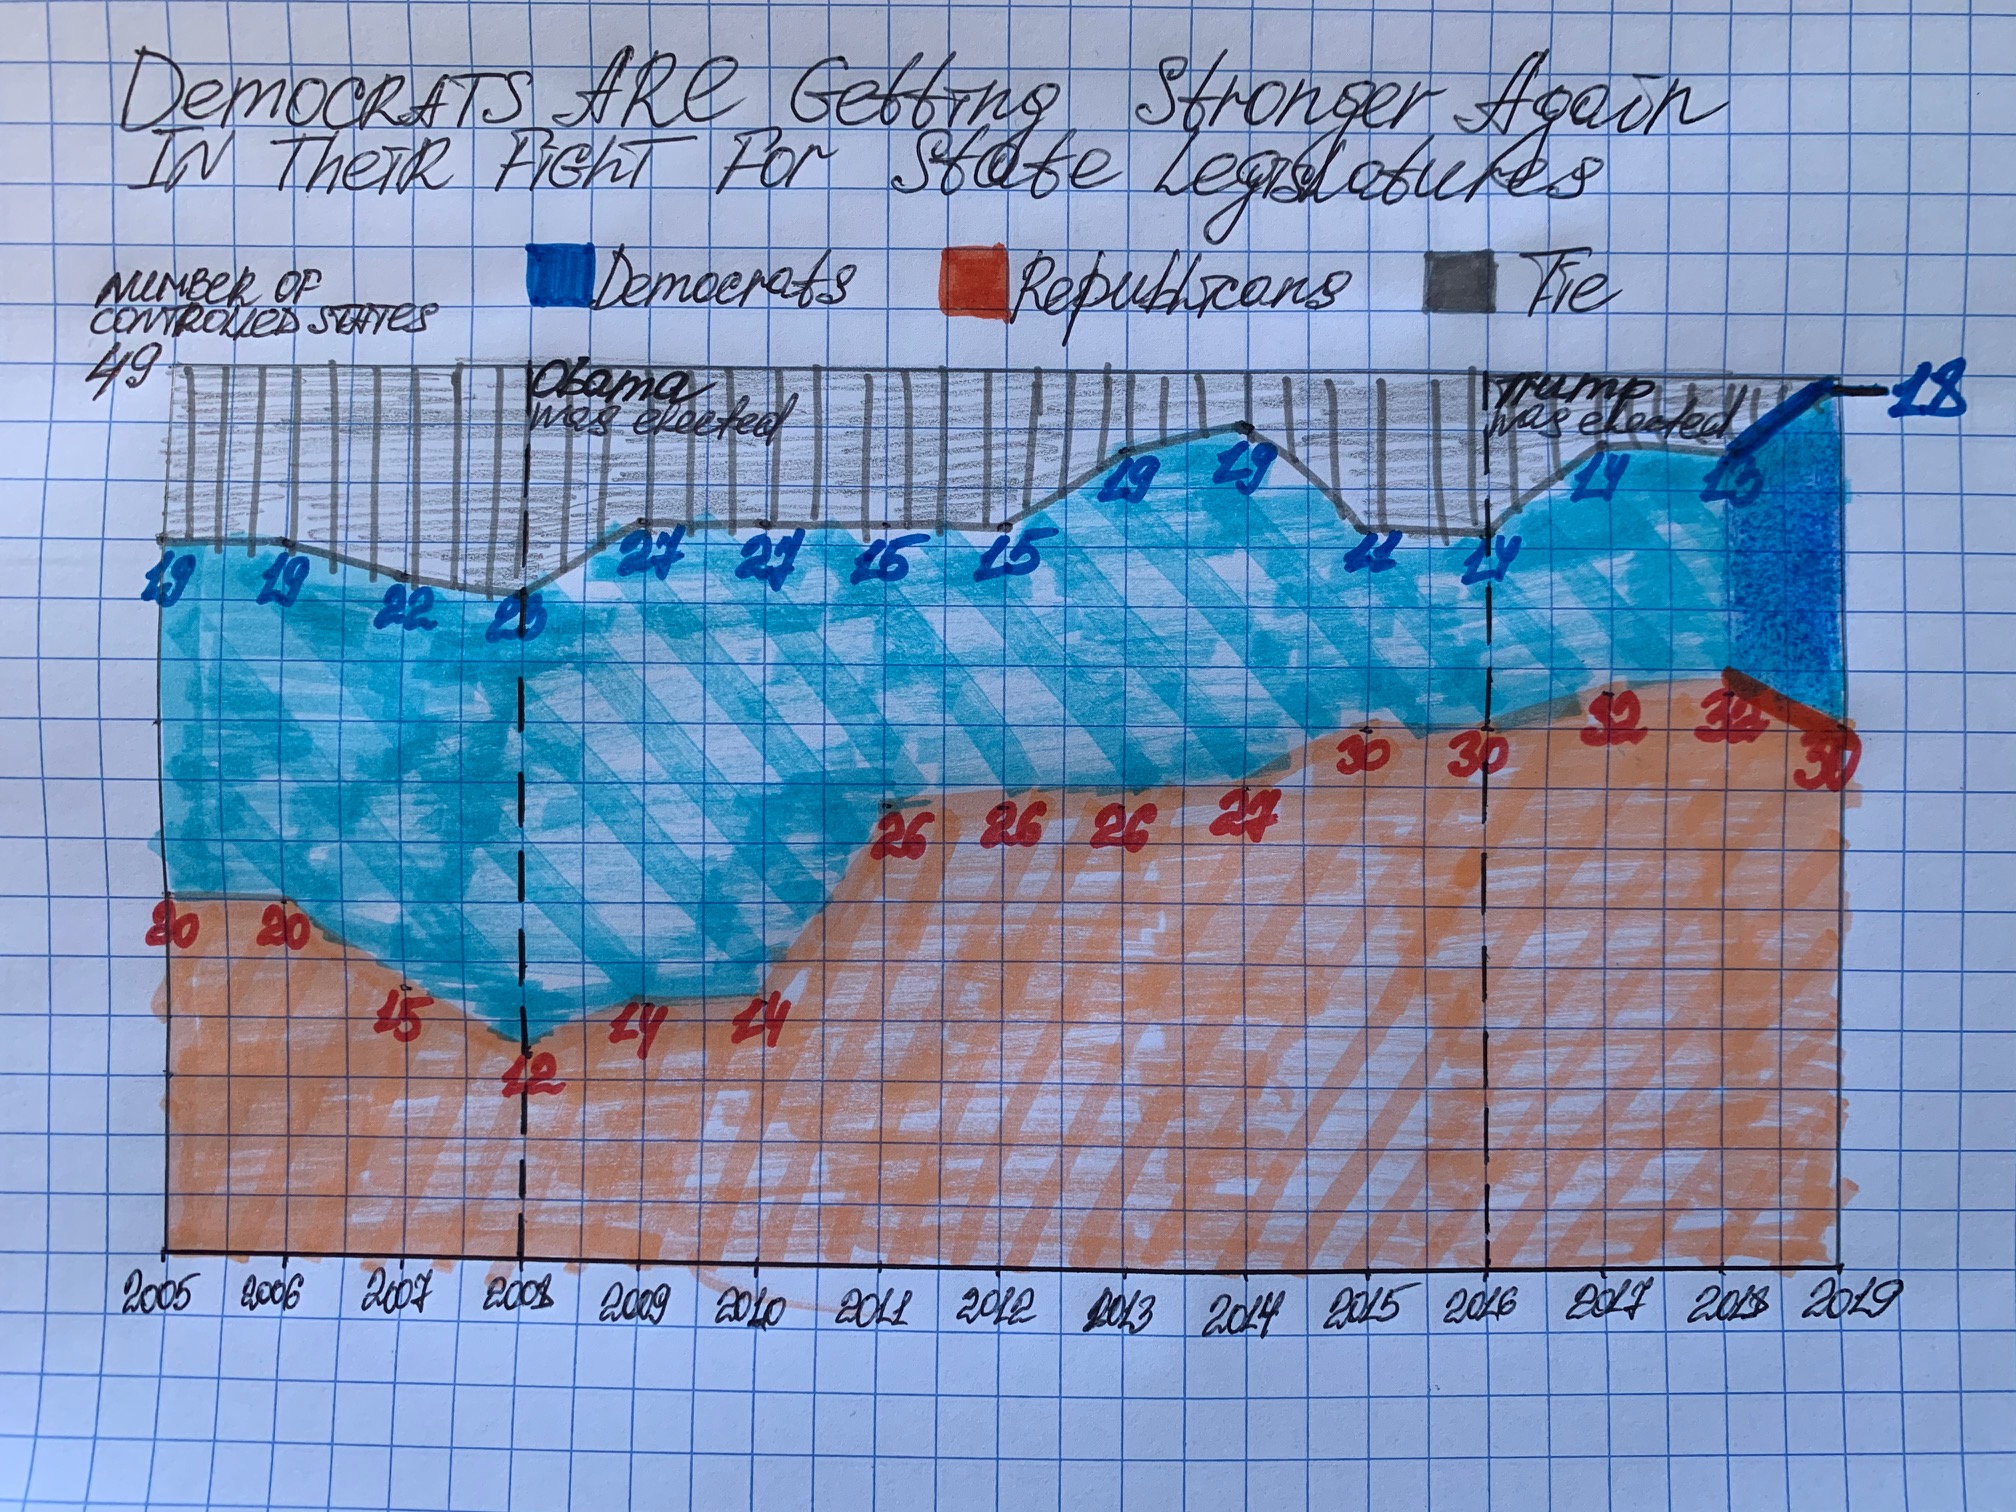 Democrats Are Getting Stronger Again
In Their Fight For State Legislatures
Democrats Republicans Tie
Number of
controlled states
49
Obama
was elected
Trump
was elected
18
19 19 14 13
19 19 22 23 27 27 15 15 11
32 32 30
30 30
26 26 26 27
20 20
15 14 14
12
2005 2006 2007 2008 2009 2010 2011 2012 2013 2014 2015 2016 2017 2018 2019